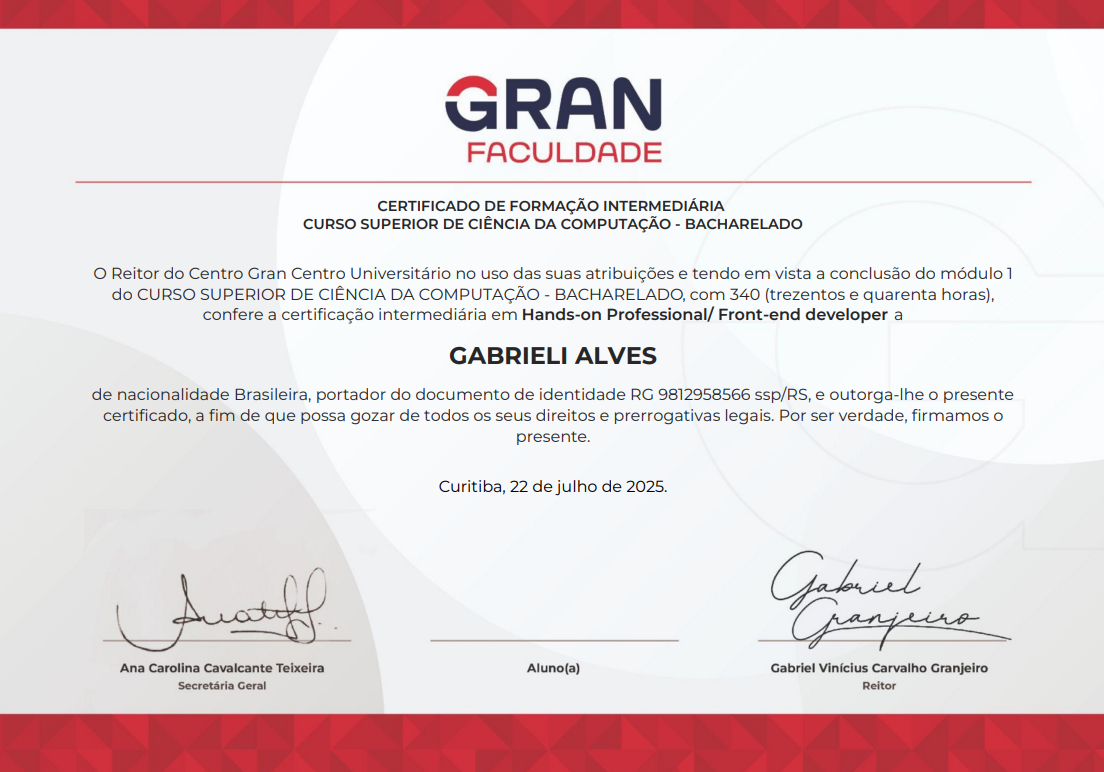 GRAN
FACULDADE
CERTIFICADO DE FORMAÇÃO INTERMEDIÁRIA
CURSO SUPERIOR DE CIÊNCIA DA COMPUTAÇÃO - BACHARELADO
O Reitor do Centro Gran Centro Universitário no uso das suas atribuições e tendo em vista a conclusão do módulo 1
do CURSO SUPERIOR DE CIÊNCIA DA COMPUTAÇÃO - BACHARELADO, com 340 (trezentos e quarenta horas),
confere a certificação intermediária em Hands-on Professional/ Front-end developer a
GABRIELI ALVES
de nacionalidade Brasileira, portador do documento de identidade RG 9812958566 ssp/RS, e outorga-lhe o presente
certificado, a fim de que possa gozar de todos os seus direitos e prerrogativas legais. Por ser verdade, firmamos o
presente.
Curitiba, 22 de julho de 2025.
Gabriel
Granjeiro
Ana Carolina Cavalcante Teixeira
Secretária Geral
Aluno(a)
Gabriel Vinícius Carvalho Granjeiro
Reitor